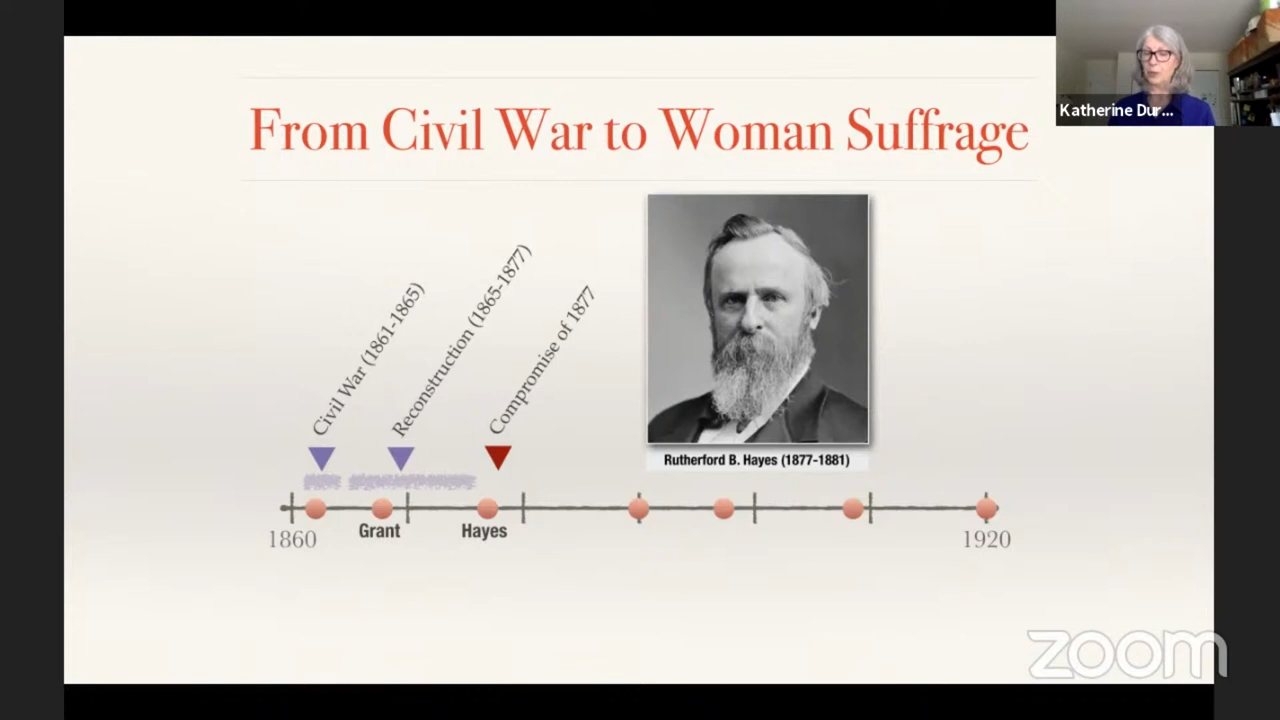 From Civil War to Woman Suffrage
Katherine Dur...
Civil War (1861-1865)
Reconstruction (1865-1877)
Compromise of 1877
Rutherford B. Hayes (1877-1881)
Grant
Hayes
1860
1920
zoom